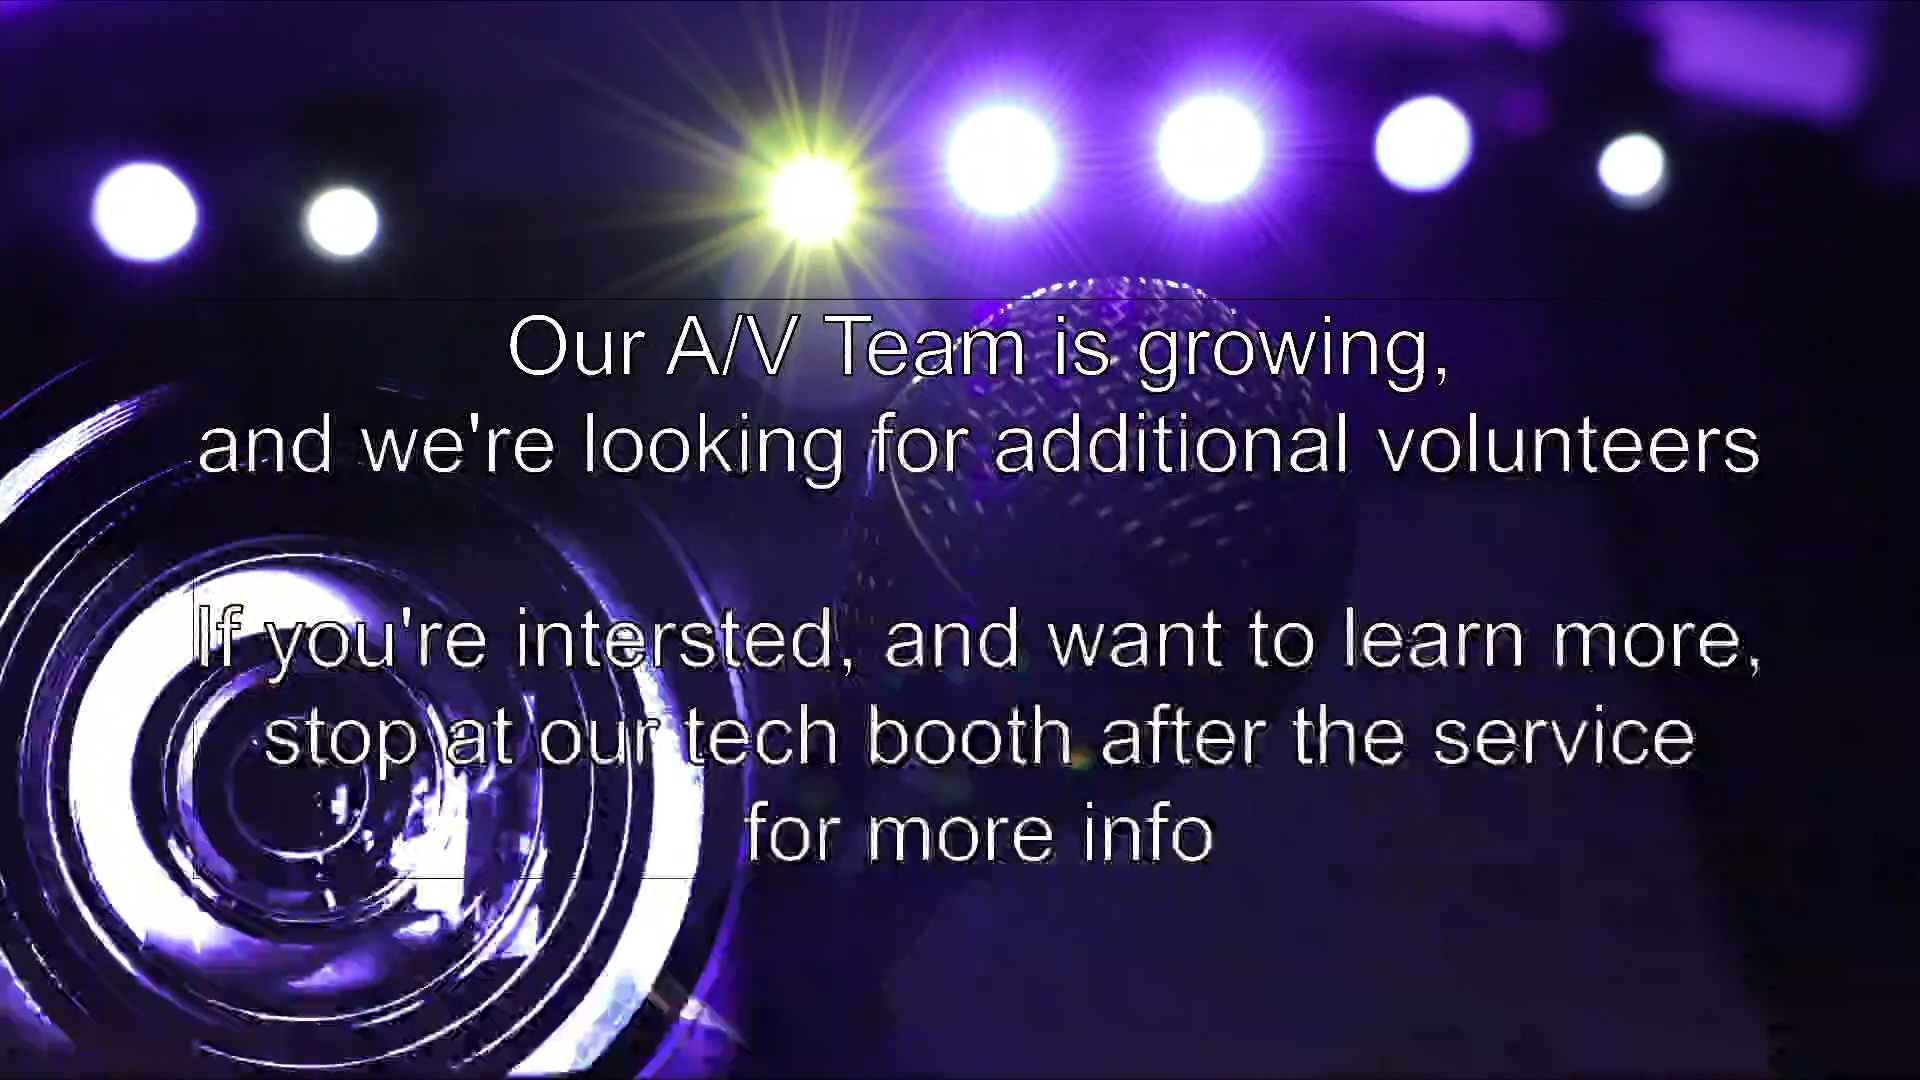 Our A/V Team is growing,
and we're looking for additional volunteers
If you're intersted, and want to learn more,
stop at our tech booth after the service
for more info